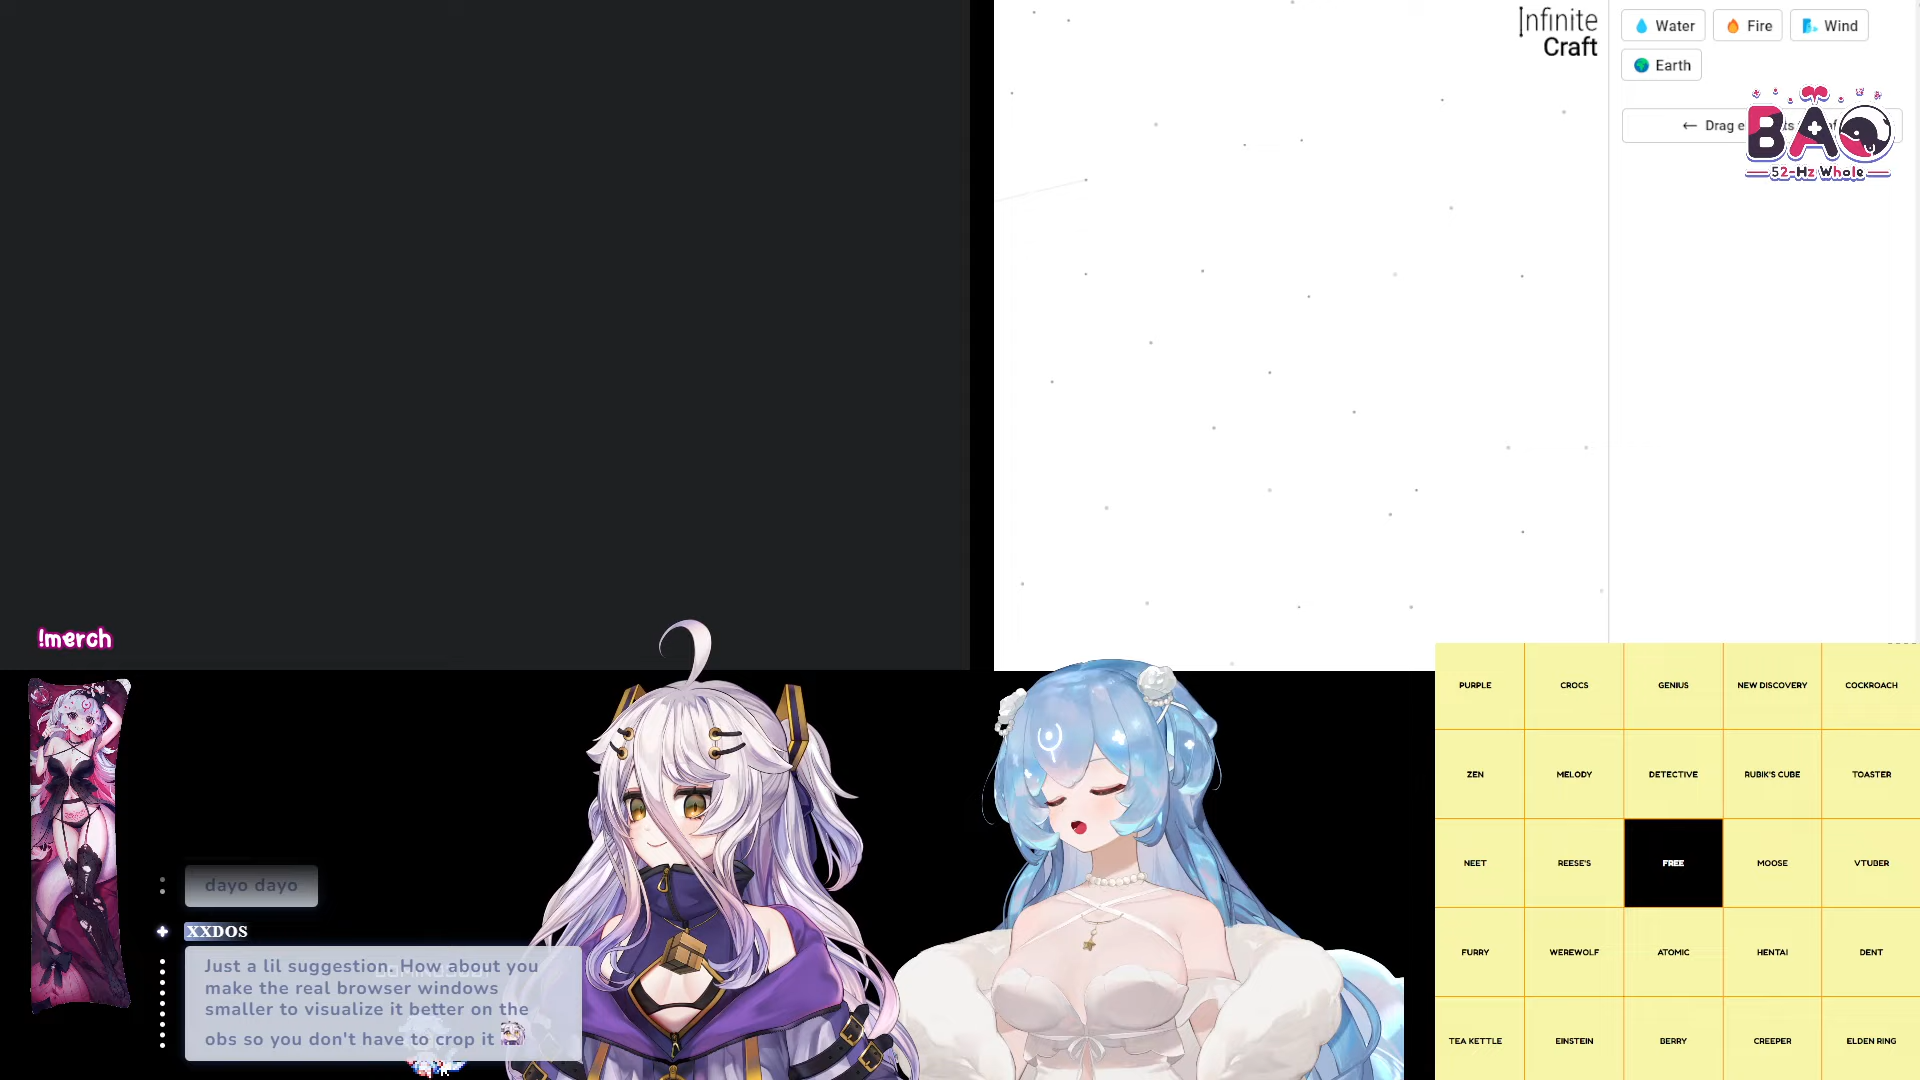 Infinite
Craft
Water
Fire
Wind
Earth
← Drag e
BAO
52-Hz Whole
!merch
dayo dayo
XXDOS
Just a lil suggestion. How about you
make the real browser windows
smaller to visualize it better on the
obs so you don't have to crop it
PURPLE CROCS GENIUS NEW DISCOVERY COCKROACH
ZEN MELODY DETECTIVE RUBIK'S CUBE TOASTER
NEET REESE'S FREE MOOSE VTUBER
FURRY WEREWOLF ATOMIC HENTAI DENT
TEA KETTLE EINSTEIN BERRY CREEPER ELDEN RING